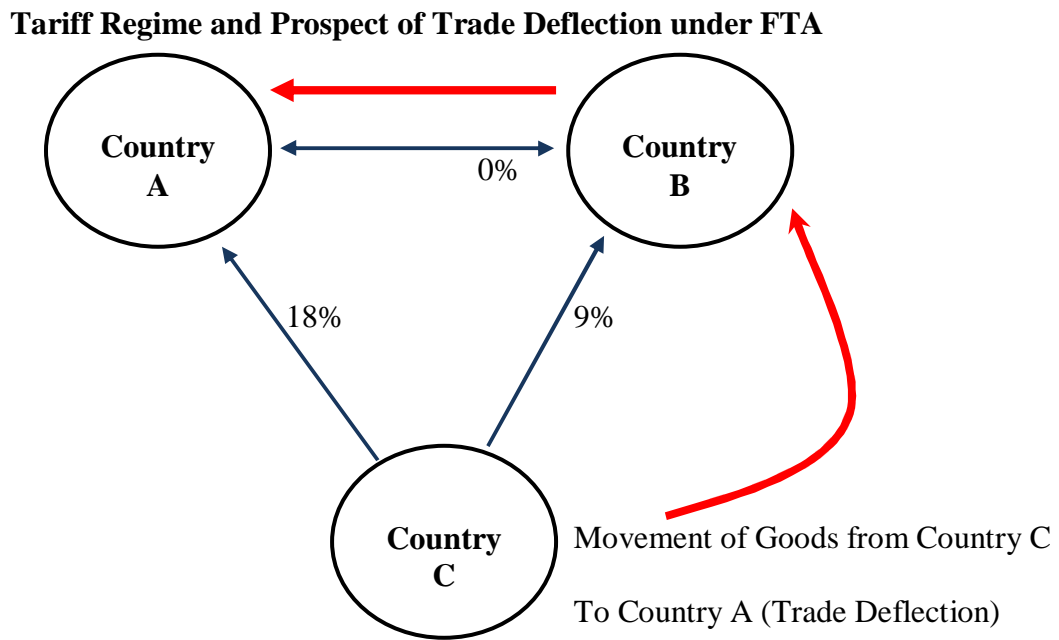 Tariff Regime and Prospect of Trade Deflection under FTA
Country
A
Country
B
0%
18%
9%
Country
C
Movement of Goods from Country C
To Country A (Trade Deflection)